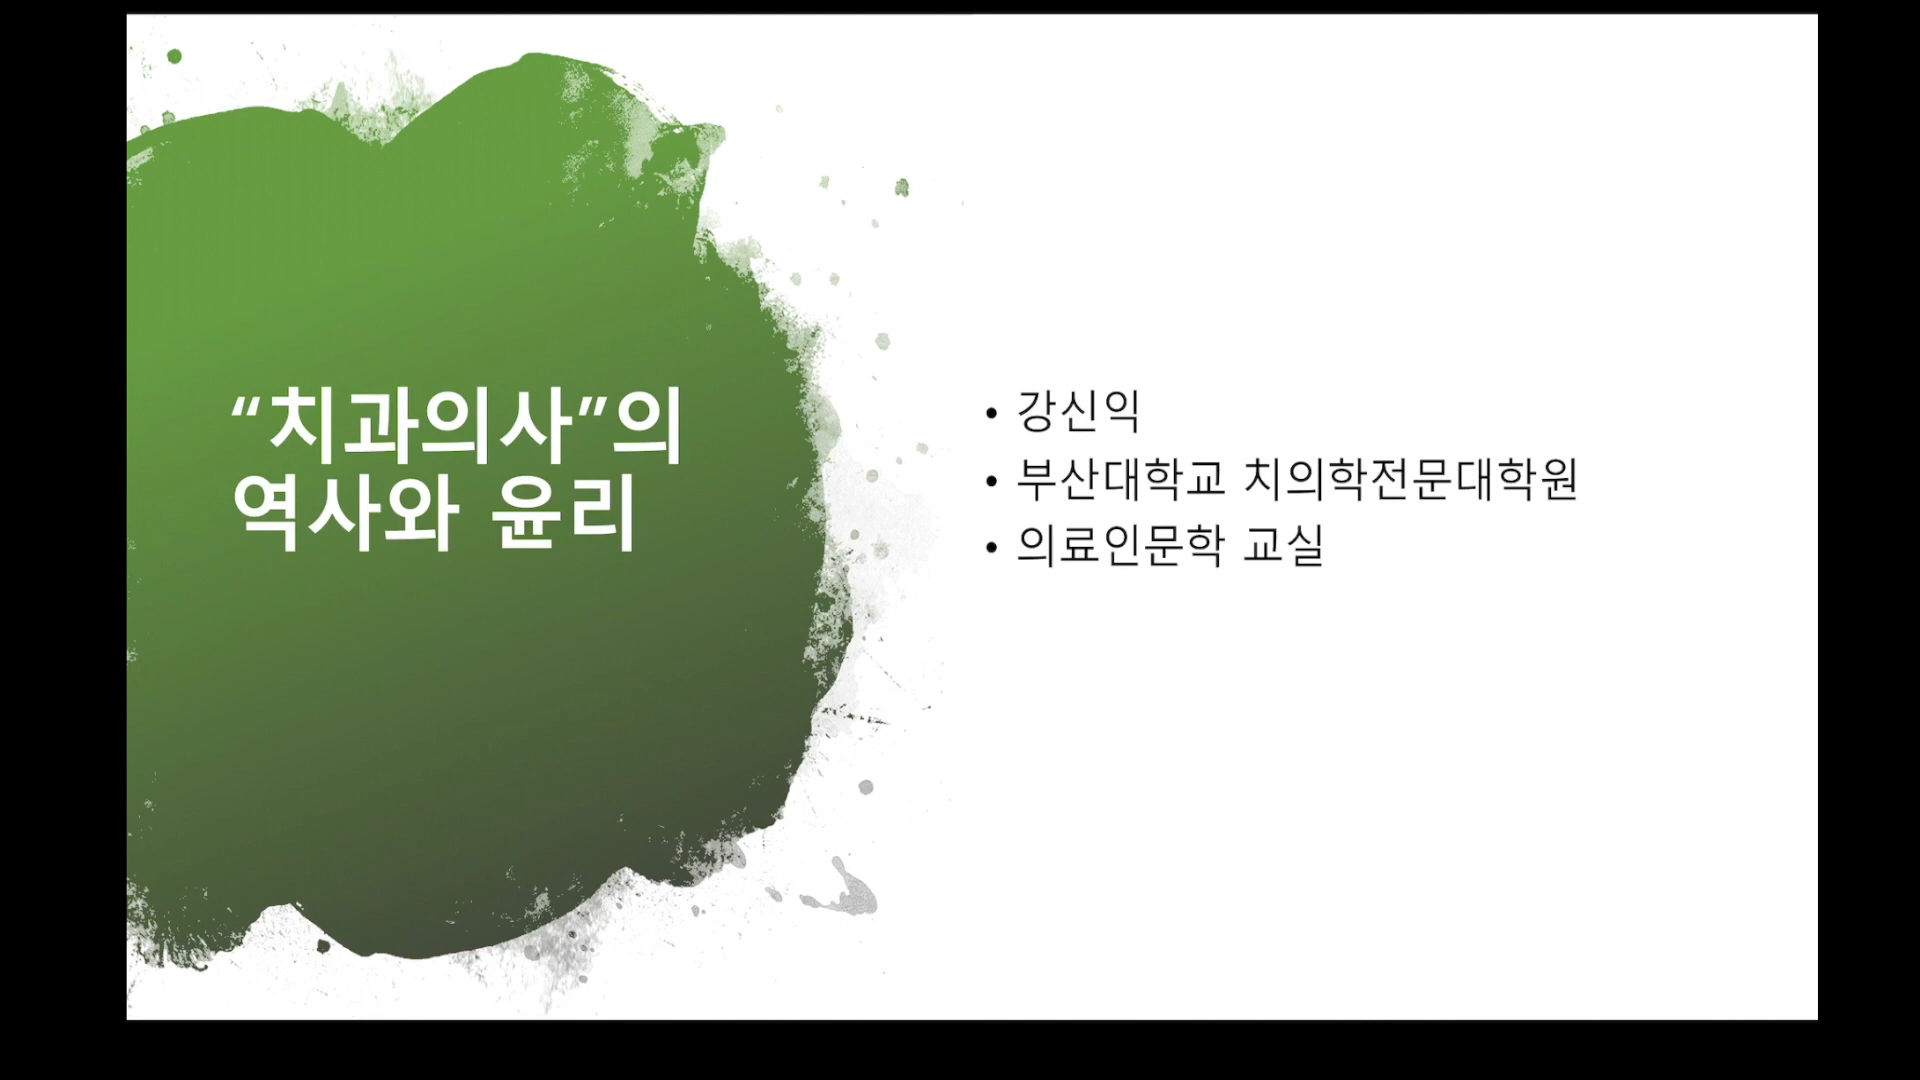 “치과의사”의
역사와 윤리
• 강신익
• 부산대학교 치의학전문대학원
• 의료인문학 교실